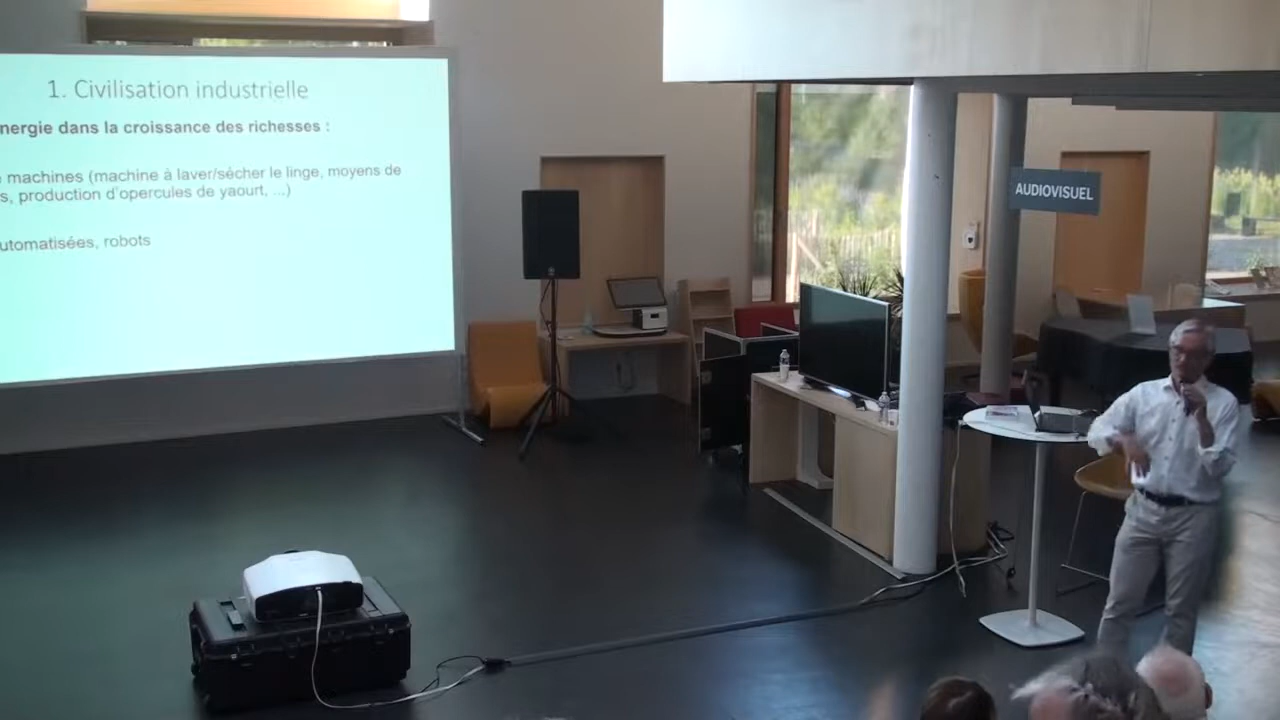 1. Civilisation industrielle
nergie dans la croissance des richesses :
machines (machine à laver/sécher le linge, moyens de
s, production d'opercules de yaourt, ...)
utomatisées, robots
AUDIOVISUEL